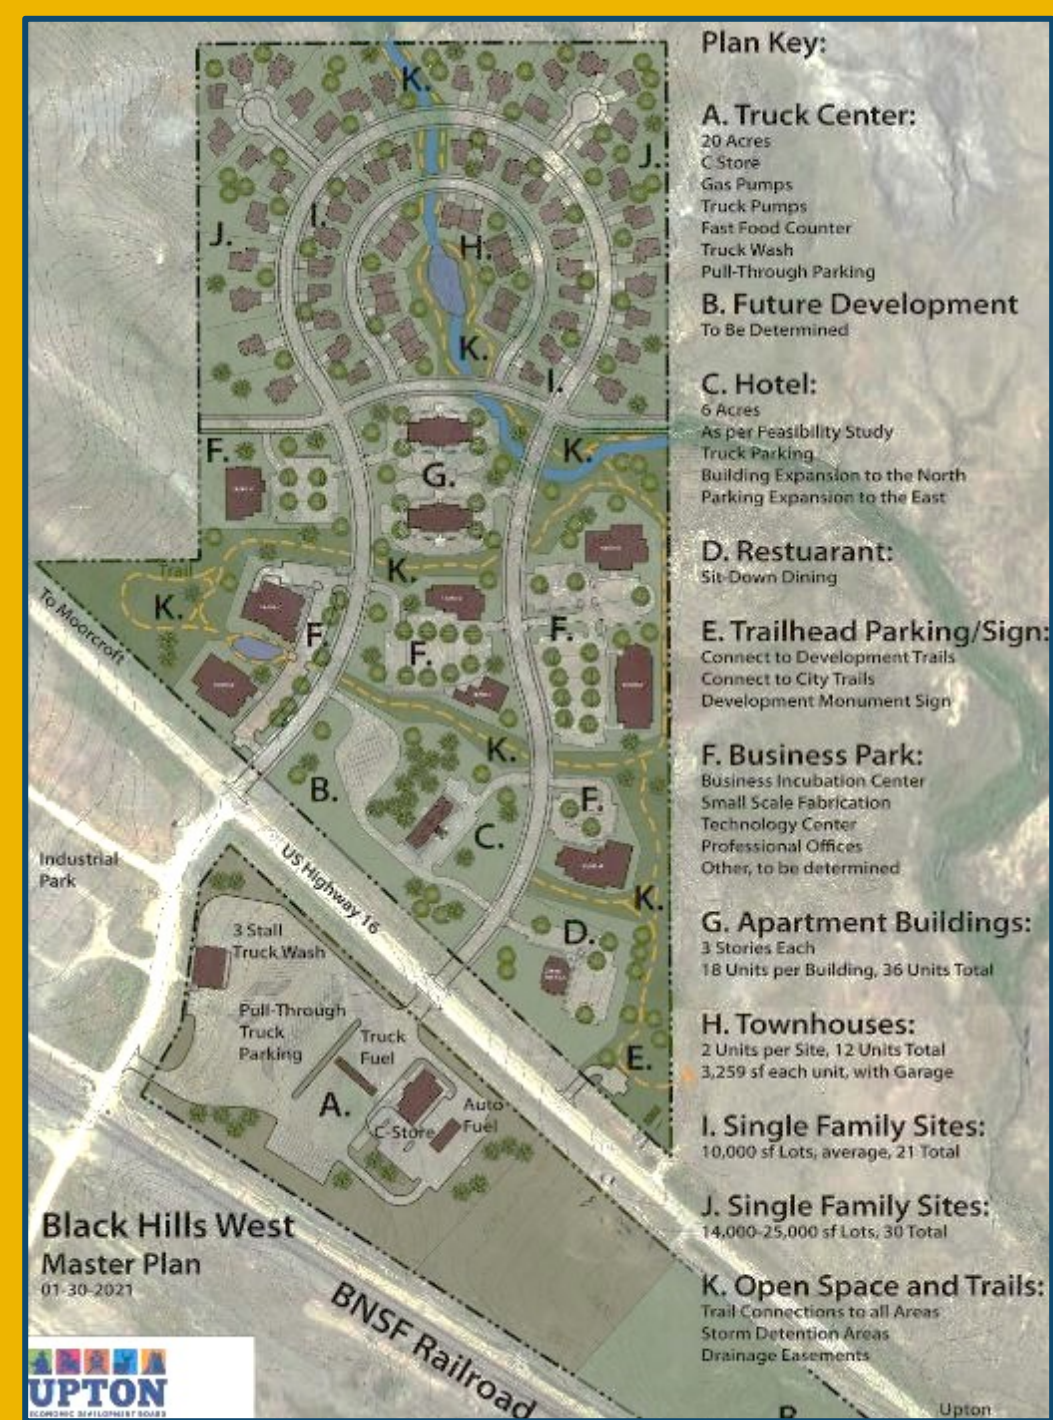 Plan Key:
A. Truck Center:
20 Acres
C Store
Gas Pumps
Truck Pumps
Fast Food Counter
Truck Wash
Pull-Through Parking
B. Future Development
To Be Determined
C. Hotel:
6 Acres
As per Feasibility Study
Truck Parking
Building Expansion to the North
Parking Expansion to the East
D. Restuarant:
Sit-Down Dining
E. Trailhead Parking/Sign:
Connect to Development Trails
Connect to City Trails
Development Monument Sign
F. Business Park:
Business Incubation Center
Small Scale Fabrication
Technology Center
Professional Offices
Other, to be determined
G. Apartment Buildings:
3 Stories Each
18 Units per Building, 36 Units Total
H. Townhouses:
2 Units per Site, 12 Units Total
3,259 sf each unit, with Garage
I. Single Family Sites:
10,000 sf Lots, average, 21 Total
J. Single Family Sites:
14,000-25,000 sf Lots, 30 Total
K. Open Space and Trails:
Trail Connections to all Areas
Storm Detention Areas
Drainage Easements
K.
J.
I.
J.
H.
K.
I.
F.
K.
G.
Trail
K.
K.
F.
F.
F.
To Moorcroft
K.
B.
F.
C.
K.
D.
E.
Industrial
Park
US Highway 16
3 Stall
Truck Wash
Pull-Through
Truck
Parking
Truck
Fuel
A.
Auto
Fuel
C-Store
Black Hills West
Master Plan
01-30-2021
BNSF Railroad
UPTON
ECONOMIC DEVELOPMENT BOARD
Upton